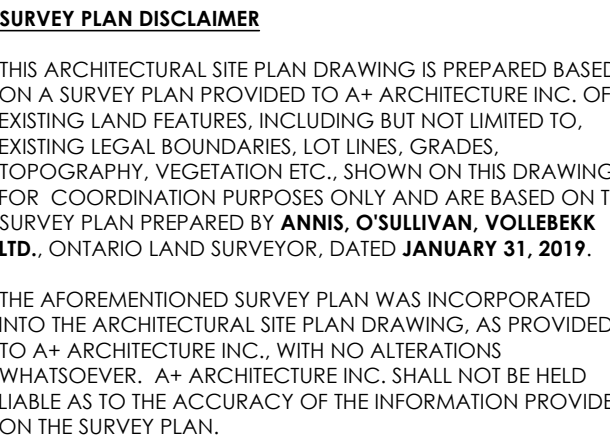 SURVEY PLAN DISCLAIMER
THIS ARCHITECTURAL SITE PLAN DRAWING IS PREPARED BASED
ON A SURVEY PLAN PROVIDED TO A+ ARCHITECTURE INC. OF
EXISTING LAND FEATURES, INCLUDING BUT NOT LIMITED TO,
EXISTING LEGAL BOUNDARIES, LOT LINES, GRADES,
TOPOGRAPHY, VEGETATION ETC., SHOWN ON THIS DRAWING
FOR COORDINATION PURPOSES ONLY AND ARE BASED ON T
SURVEY PLAN PREPARED BY ANNIS, O'SULLIVAN, VOLLEBEKK
LTD., ONTARIO LAND SURVEYOR, DATED JANUARY 31, 2019.
THE AFOREMENTIONED SURVEY PLAN WAS INCORPORATED
INTO THE ARCHITECTURAL SITE PLAN DRAWING, AS PROVIDED
TO A+ ARCHITECTURE INC., WITH NO ALTERATIONS
WHATSOEVER. A+ ARCHITECTURE INC. SHALL NOT BE HELD
LIABLE AS TO THE ACCURACY OF THE INFORMATION PROVIDE
ON THE SURVEY PLAN.